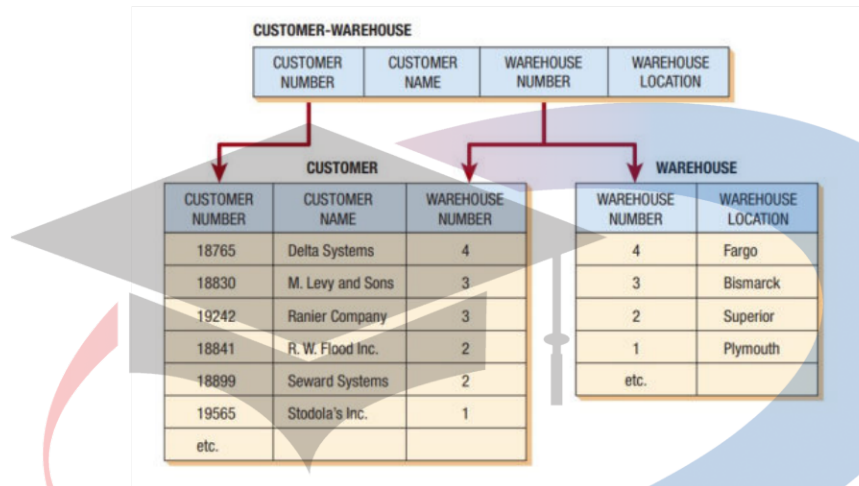 CUSTOMER-WAREHOUSE
CUSTOMER NUMBER CUSTOMER NAME WAREHOUSE NUMBER WAREHOUSE LOCATION
CUSTOMER
CUSTOMER NUMBER CUSTOMER NAME WAREHOUSE NUMBER
18765 Delta Systems 4
18830 M. Levy and Sons 3
19242 Ranier Company 3
18841 R. W. Flood Inc. 2
18899 Seward Systems 2
19565 Stodola's Inc. 1
etc.
WAREHOUSE
WAREHOUSE NUMBER WAREHOUSE LOCATION
4 Fargo
3 Bismarck
2 Superior
1 Plymouth
etc.